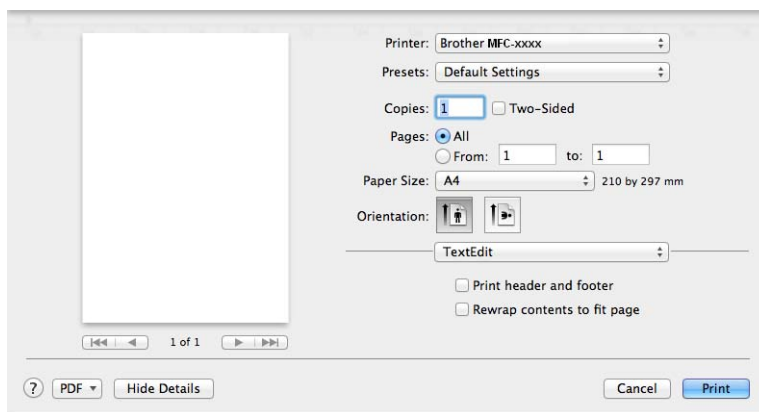 Printer: Brother MFC-xxxx
Presets: Default Settings
Copies: 1 Two-Sided
Pages: All
From: 1 to: 1
Paper Size: A4 210 by 297 mm
Orientation:
TextEdit
Print header and footer
Rewrap contents to fit page
1 of 1
? PDF Hide Details Cancel Print